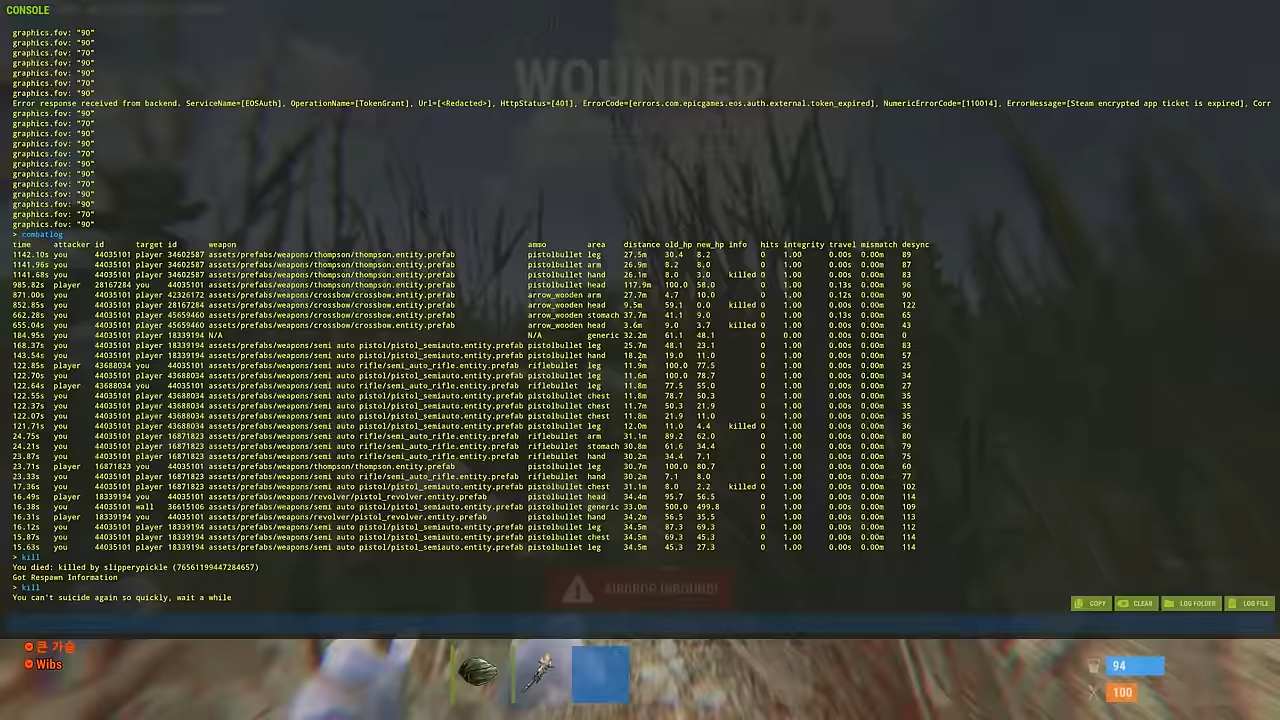 CONSOLE
graphics.fov: "90"
graphics.fov: "90"
graphics.fov: "70"
graphics.fov: "90"
graphics.fov: "90"
graphics.fov: "70"
graphics.fov: "90"
Error response received from backend. ServiceName=[EOSAuth], OperationName=[TokenGrant], Url=[<Redacted>], HttpStatus=[401], ErrorCode=[errors.com.epicgames.eos.auth.external.token_expired], NumericErrorCode=[110014], ErrorMessage=[Steam encrypted app ticket is expired], Corr
graphics.fov: "90"
graphics.fov: "70"
graphics.fov: "90"
graphics.fov: "90"
graphics.fov: "70"
graphics.fov: "90"
graphics.fov: "90"
graphics.fov: "70"
graphics.fov: "90"
graphics.fov: "90"
graphics.fov: "70"
graphics.fov: "90"
> combatlog
time attacker id target id weapon ammo area distance old_hp new_hp info hits integrity travel mismatch desync
1142.10s you 44035101 player 34602587 assets/prefabs/weapons/thompson/thompson.entity.prefab pistolbullet leg 27.5m 30.4 8.2 0 1.00 0.00s 0.00m 89
1141.96s you 44035101 player 34602587 assets/prefabs/weapons/thompson/thompson.entity.prefab pistolbullet arm 26.9m 8.2 8.0 0 1.00 0.00s 0.00m 87
1141.68s you 44035101 player 34602587 assets/prefabs/weapons/thompson/thompson.entity.prefab pistolbullet hand 26.1m 8.0 3.0 killed 0 1.00 0.00s 0.00m 83
985.82s player 28167284 you 44035101 assets/prefabs/weapons/thompson/thompson.entity.prefab pistolbullet head 117.9m 100.0 58.0 0 1.00 0.13s 0.00m 96
871.00s you 44035101 player 42326172 assets/prefabs/weapons/crossbow/crossbow.entity.prefab arrow_wooden arm 27.7m 4.7 10.0 0 1.00 0.12s 0.00m 90
852.85s you 44035101 player 28167284 assets/prefabs/weapons/crossbow/crossbow.entity.prefab arrow_wooden head 9.5m 59.1 0.0 killed 0 1.00 0.00s 0.00m 122
662.28s you 44035101 player 45659460 assets/prefabs/weapons/crossbow/crossbow.entity.prefab arrow_wooden stomach 37.7m 41.1 9.0 0 1.00 0.13s 0.00m 65
655.04s you 44035101 player 45659460 assets/prefabs/weapons/crossbow/crossbow.entity.prefab arrow_wooden head 3.6m 9.0 3.7 killed 0 1.00 0.00s 0.00m 43
184.95s you 44035101 player 18339194 N/A N/A generic 32.2m 61.1 48.1 0 0.00 0.00s 0.00m 0
168.37s you 44035101 player 18339194 assets/prefabs/weapons/semi auto pistol/pistol_semiauto.entity.prefab pistolbullet leg 25.7m 48.1 23.1 0 1.00 0.00s 0.00m 83
143.54s you 44035101 player 18339194 assets/prefabs/weapons/semi auto pistol/pistol_semiauto.entity.prefab pistolbullet hand 18.2m 19.0 11.0 0 1.00 0.00s 0.00m 57
122.85s player 43688034 you 44035101 assets/prefabs/weapons/semi auto rifle/semi_auto_rifle.entity.prefab riflebullet leg 11.9m 100.0 77.5 0 1.00 0.00s 0.00m 25
122.70s you 44035101 player 43688034 assets/prefabs/weapons/semi auto pistol/pistol_semiauto.entity.prefab pistolbullet leg 11.6m 100.0 78.7 0 1.00 0.00s 0.00m 34
122.64s player 43688034 you 44035101 assets/prefabs/weapons/semi auto rifle/semi_auto_rifle.entity.prefab riflebullet leg 11.8m 77.5 55.0 0 1.00 0.00s 0.00m 27
122.55s you 44035101 player 43688034 assets/prefabs/weapons/semi auto pistol/pistol_semiauto.entity.prefab pistolbullet chest 11.8m 78.7 50.3 0 1.00 0.00s 0.00m 35
122.37s you 44035101 player 43688034 assets/prefabs/weapons/semi auto pistol/pistol_semiauto.entity.prefab pistolbullet chest 11.7m 50.3 21.9 0 1.00 0.00s 0.00m 35
122.07s you 44035101 player 43688034 assets/prefabs/weapons/semi auto pistol/pistol_semiauto.entity.prefab pistolbullet chest 11.8m 21.9 11.0 0 1.00 0.00s 0.00m 35
121.71s you 44035101 player 43688034 assets/prefabs/weapons/semi auto pistol/pistol_semiauto.entity.prefab pistolbullet leg 12.0m 11.0 4.4 killed 0 1.00 0.00s 0.00m 36
24.75s you 44035101 player 16871823 assets/prefabs/weapons/semi auto rifle/semi_auto_rifle.entity.prefab riflebullet arm 31.1m 89.2 62.0 0 1.00 0.00s 0.00m 80
24.21s you 44035101 player 16871823 assets/prefabs/weapons/semi auto rifle/semi_auto_rifle.entity.prefab riflebullet stomach 30.8m 61.6 34.4 0 1.00 0.00s 0.00m 79
23.87s you 44035101 player 16871823 assets/prefabs/weapons/semi auto rifle/semi_auto_rifle.entity.prefab riflebullet hand 30.2m 34.4 7.1 0 1.00 0.00s 0.00m 75
23.71s player 16871823 you 44035101 assets/prefabs/weapons/thompson/thompson.entity.prefab pistolbullet leg 30.7m 100.0 80.7 0 1.00 0.00s 0.00m 60
23.33s you 44035101 player 16871823 assets/prefabs/weapons/semi auto rifle/semi_auto_rifle.entity.prefab riflebullet hand 30.2m 7.1 8.0 0 1.00 0.00s 0.00m 77
17.36s you 44035101 player 16871823 assets/prefabs/weapons/semi auto pistol/pistol_semiauto.entity.prefab pistolbullet chest 31.1m 8.0 2.2 killed 0 1.00 0.00s 0.00m 102
16.49s player 18339194 you 44035101 assets/prefabs/weapons/revolver/pistol_revolver.entity.prefab pistolbullet head 34.4m 95.7 56.5 0 1.00 0.00s 0.00m 114
16.38s you 44035101 wall 36615106 assets/prefabs/weapons/semi auto pistol/pistol_semiauto.entity.prefab pistolbullet generic 33.0m 500.0 499.8 0 1.00 0.00s 0.00m 109
16.31s player 18339194 you 44035101 assets/prefabs/weapons/revolver/pistol_revolver.entity.prefab pistolbullet hand 34.2m 56.5 35.5 0 1.00 0.00s 0.00m 113
16.12s you 44035101 player 18339194 assets/prefabs/weapons/semi auto pistol/pistol_semiauto.entity.prefab pistolbullet leg 34.5m 87.3 69.3 0 1.00 0.00s 0.00m 112
15.87s you 44035101 player 18339194 assets/prefabs/weapons/semi auto pistol/pistol_semiauto.entity.prefab pistolbullet chest 34.5m 69.3 45.3 0 1.00 0.00s 0.00m 114
15.63s you 44035101 player 18339194 assets/prefabs/weapons/semi auto pistol/pistol_semiauto.entity.prefab pistolbullet leg 34.5m 45.3 27.3 0 1.00 0.00s 0.00m 114
> kill
You died: killed by slipperypickle (76561199447284657)
Got Respawn Information
> kill
You can't suicide again so quickly, wait a while
WOUNDED
AIRDROP INBOUND!
COPY CLEAR LOG FOLDER LOG FILE
큰 가슴
Wibs
94
100